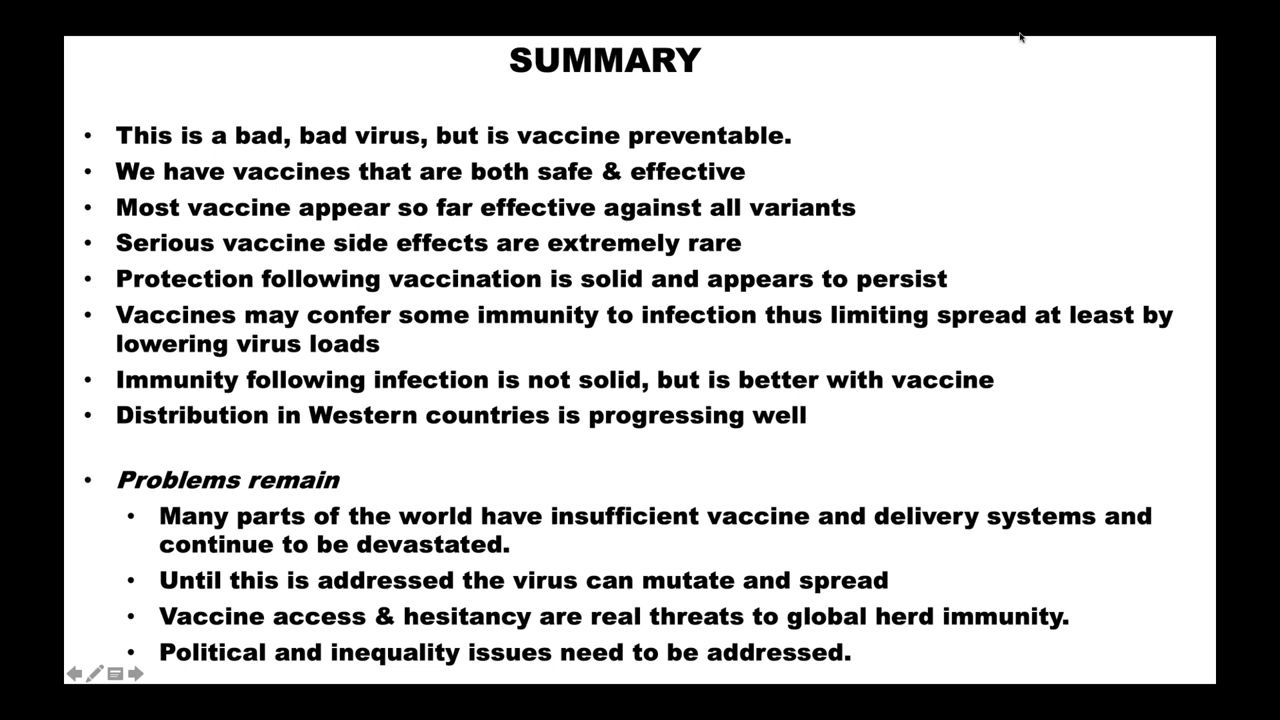 SUMMARY
• This is a bad, bad virus, but is vaccine preventable.
• We have vaccines that are both safe & effective
• Most vaccine appear so far effective against all variants
• Serious vaccine side effects are extremely rare
• Protection following vaccination is solid and appears to persist
• Vaccines may confer some immunity to infection thus limiting spread at least by
lowering virus loads
• Immunity following infection is not solid, but is better with vaccine
• Distribution in Western countries is progressing well
• Problems remain
• Many parts of the world have insufficient vaccine and delivery systems and
continue to be devastated.
• Until this is addressed the virus can mutate and spread
• Vaccine access & hesitancy are real threats to global herd immunity.
• Political and inequality issues need to be addressed.